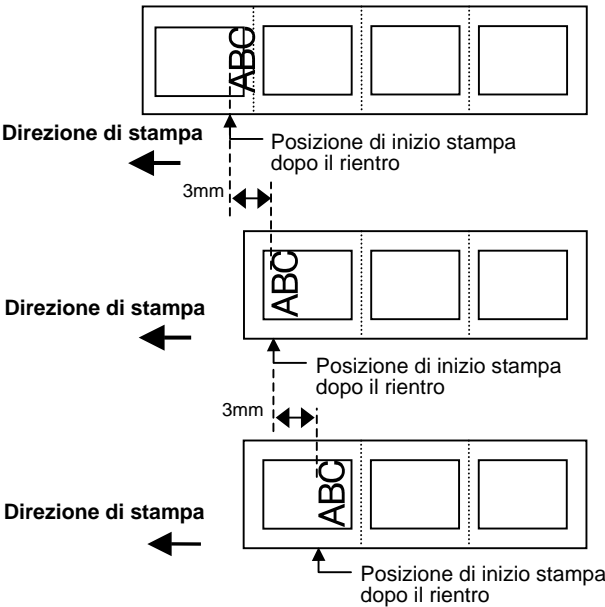 ABC
Direzione di stampa
Posizione di inizio stampa
dopo il rientro
3mm
ABC
Direzione di stampa
Posizione di inizio stampa
dopo il rientro
3mm
ABC
Direzione di stampa
Posizione di inizio stampa
dopo il rientro